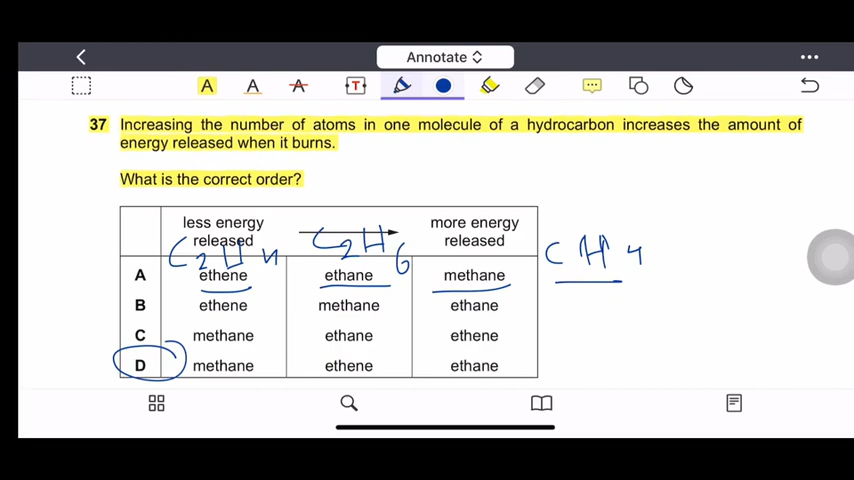 Annotate
A A A T
37 Increasing the number of atoms in one molecule of a hydrocarbon increases the amount of
energy released when it burns.
What is the correct order?
less energy released more energy released
C2H4 C2H6 CH4
A ethene ethane methane
B ethene methane ethane
C methane ethane ethene
D methane ethene ethane